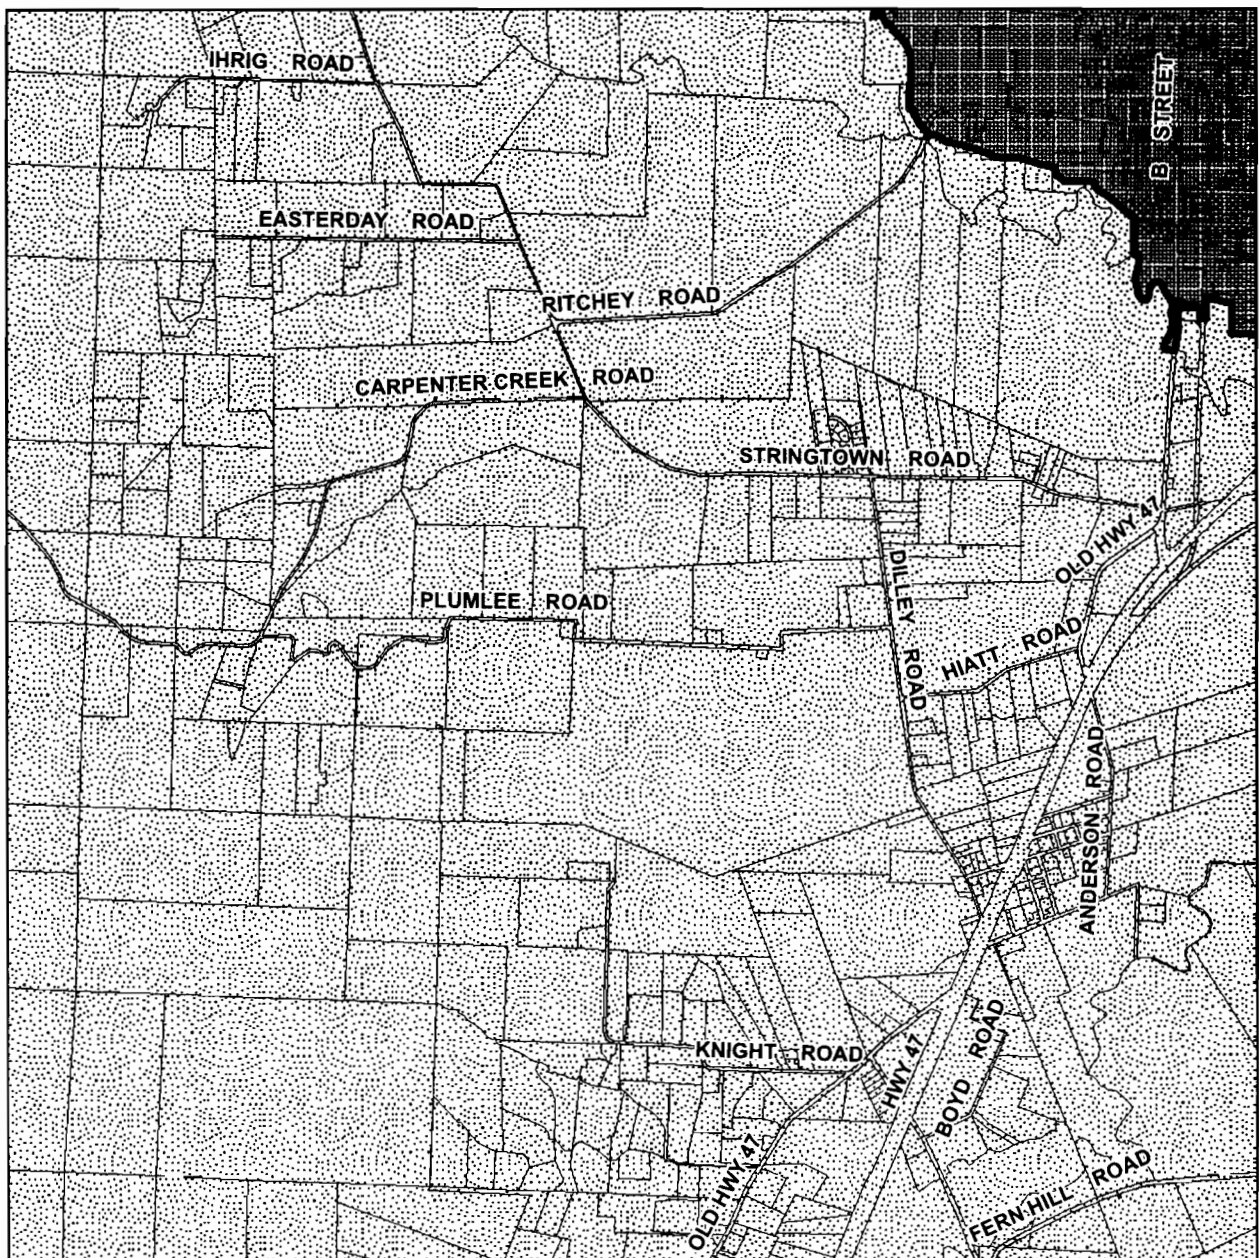 IHRIG ROAD
B STREET
EASTERDAY ROAD
RITCHEY ROAD
CARPENTER CREEK ROAD
STRINGTOWN ROAD
OLD HWY 47
DILLEY ROAD
PLUMLEE ROAD
HIATT ROAD
ANDERSON ROAD
KNIGHT ROAD
HWY 47
BOYD ROAD
OLD HWY 47
FERN HILL ROAD